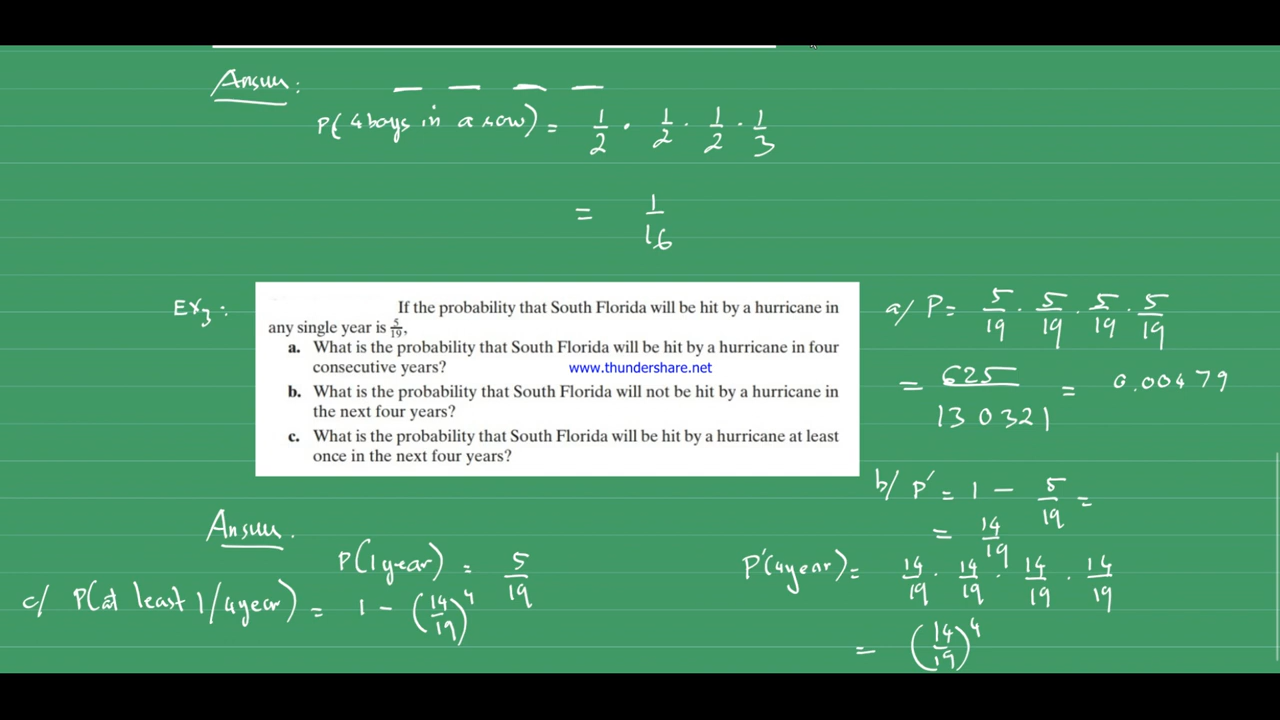 Answer:
P(4boys in a row) = 1/2 · 1/2 · 1/2 · 1/3
= 1/16
Ex3:
If the probability that South Florida will be hit by a hurricane in
any single year is 5/19,
a. What is the probability that South Florida will be hit by a hurricane in four
consecutive years?
www.thundershare.net
b. What is the probability that South Florida will not be hit by a hurricane in
the next four years?
c. What is the probability that South Florida will be hit by a hurricane at least
once in the next four years?
a/ P = 5/19 · 5/19 · 5/19 · 5/19
= 625/130321 = 0.00479
b/ P' = 1 - 5/19 =
= 14/19
P'(4year) = 14/19 · 14/19 · 14/19 · 14/19
= (14/19)^4
Answer.
P(1year) = 5/19
c/ P(at least 1/4year) = 1 - (14/19)^4